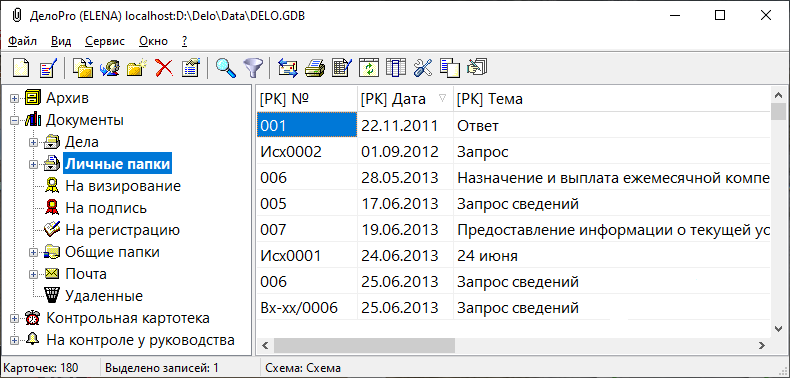 ДелоPro (ELENA) localhost:D:\Delo\Data\DELO.GDB
Файл Вид Сервис Окно ?
Архив
Документы
Дела
Личные папки
На визирование
На подпись
На регистрацию
Общие папки
Почта
Удаленные
Контрольная картотека
На контроле у руководства
[РК] № [РК] Дата [РК] Тема
001 22.11.2011 Ответ
Исх0002 01.09.2012 Запрос
006 28.05.2013 Назначение и выплата ежемесячной компе
005 17.06.2013 Запрос сведений
007 19.06.2013 Предоставление информации о текущей ус
Исх0001 24.06.2013 24 июня
006 25.06.2013 Запрос сведений
Вх-xx/0006 25.06.2013 Запрос сведений
Карточек: 180 Выделено записей: 1 Схема: Схема